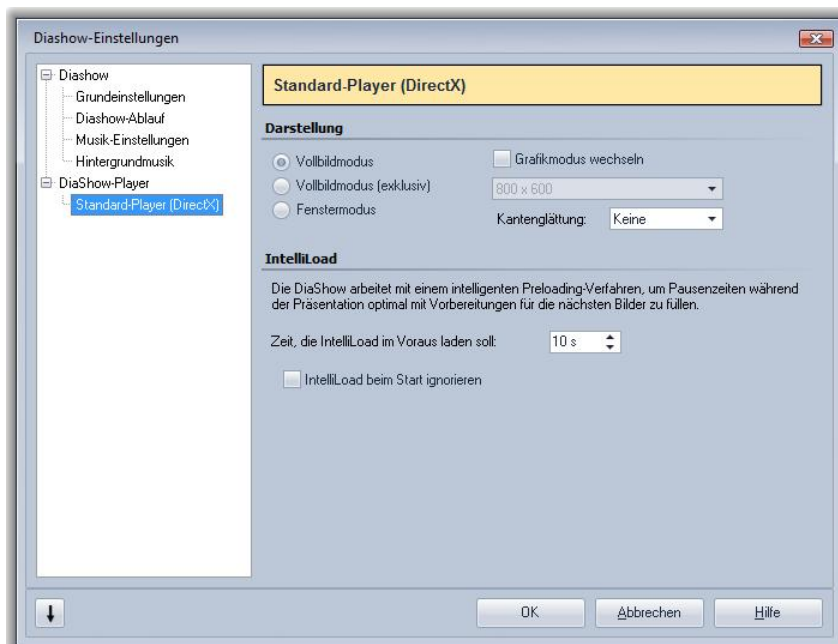 Diashow-Einstellungen
Diashow
Grundeinstellungen
Diashow-Ablauf
Musik-Einstellungen
Hintergrundmusik
DiaShow-Player
Standard-Player (DirectX)
Standard-Player (DirectX)
Darstellung
Vollbildmodus
Vollbildmodus (exklusiv)
Fenstermodus
Grafikmodus wechseln
800 x 600
Kantenglättung: Keine
IntelliLoad
Die DiaShow arbeitet mit einem intelligenten Preloading-Verfahren, um Pausenzeiten während
der Präsentation optimal mit Vorbereitungen für die nächsten Bilder zu füllen.
Zeit, die IntelliLoad im Voraus laden soll: 10 s
IntelliLoad beim Start ignorieren
OK Abbrechen Hilfe